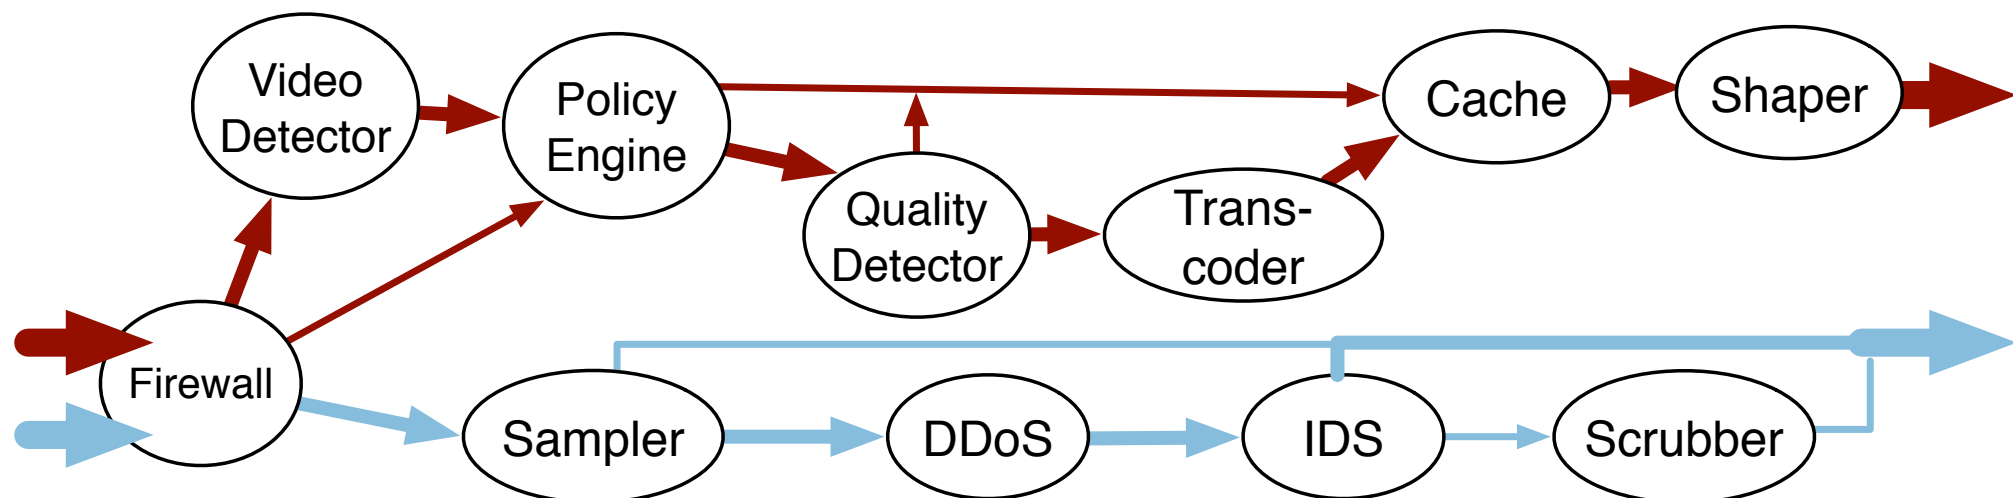 Video
Detector
Policy
Engine
Cache
Shaper
Quality
Detector
Trans-
coder
Firewall
Sampler
DDoS
IDS
Scrubber